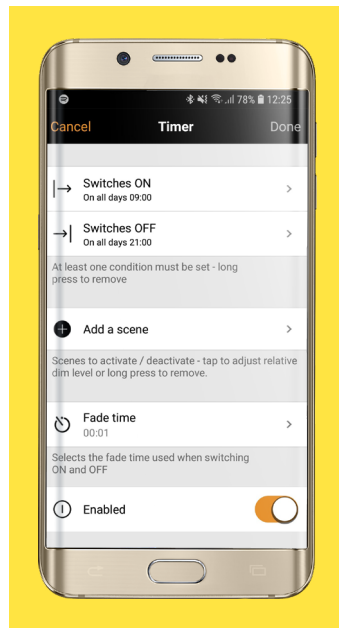 78% 12:25
Cancel Timer Done
Switches ON
On all days 09:00
Switches OFF
On all days 21:00
At least one condition must be set - long
press to remove
Add a scene
Scenes to activate / deactivate - tap to adjust relative
dim level or long press to remove.
Fade time
00:01
Selects the fade time used when switching
ON and OFF
Enabled